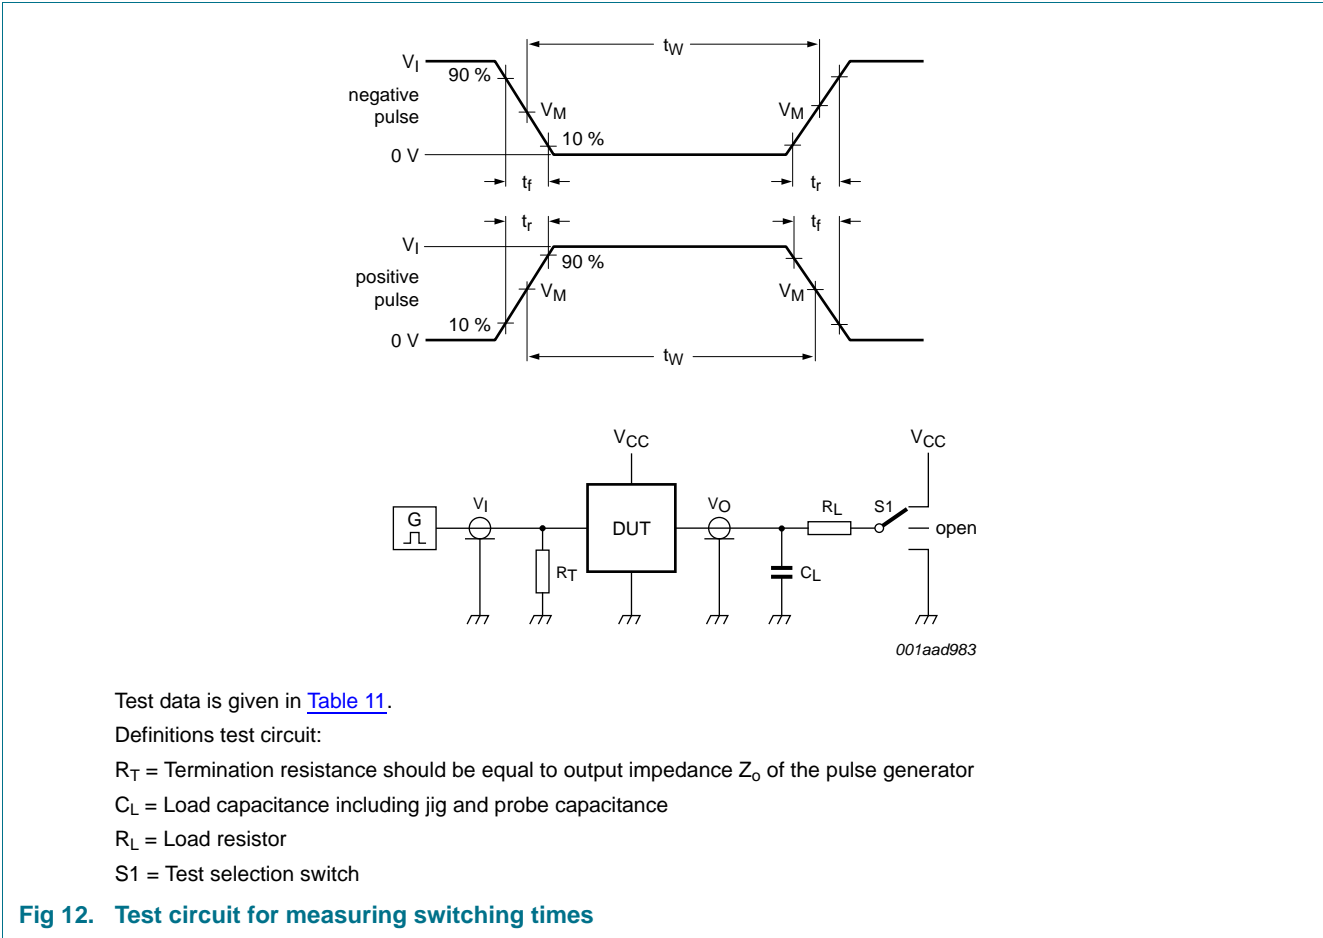 tW
VI
90 %
negative
pulse
VM
VM
10 %
0 V
tf
tr
tr
tf
VI
90 %
positive
pulse
VM
VM
10 %
0 V
tW
VCC
VCC
G
VI
DUT
VO
RL
S1
open
RT
CL
001aad983
Test data is given in Table 11.
Definitions test circuit:
RT = Termination resistance should be equal to output impedance Zo of the pulse generator
CL = Load capacitance including jig and probe capacitance
RL = Load resistor
S1 = Test selection switch
Fig 12. Test circuit for measuring switching times